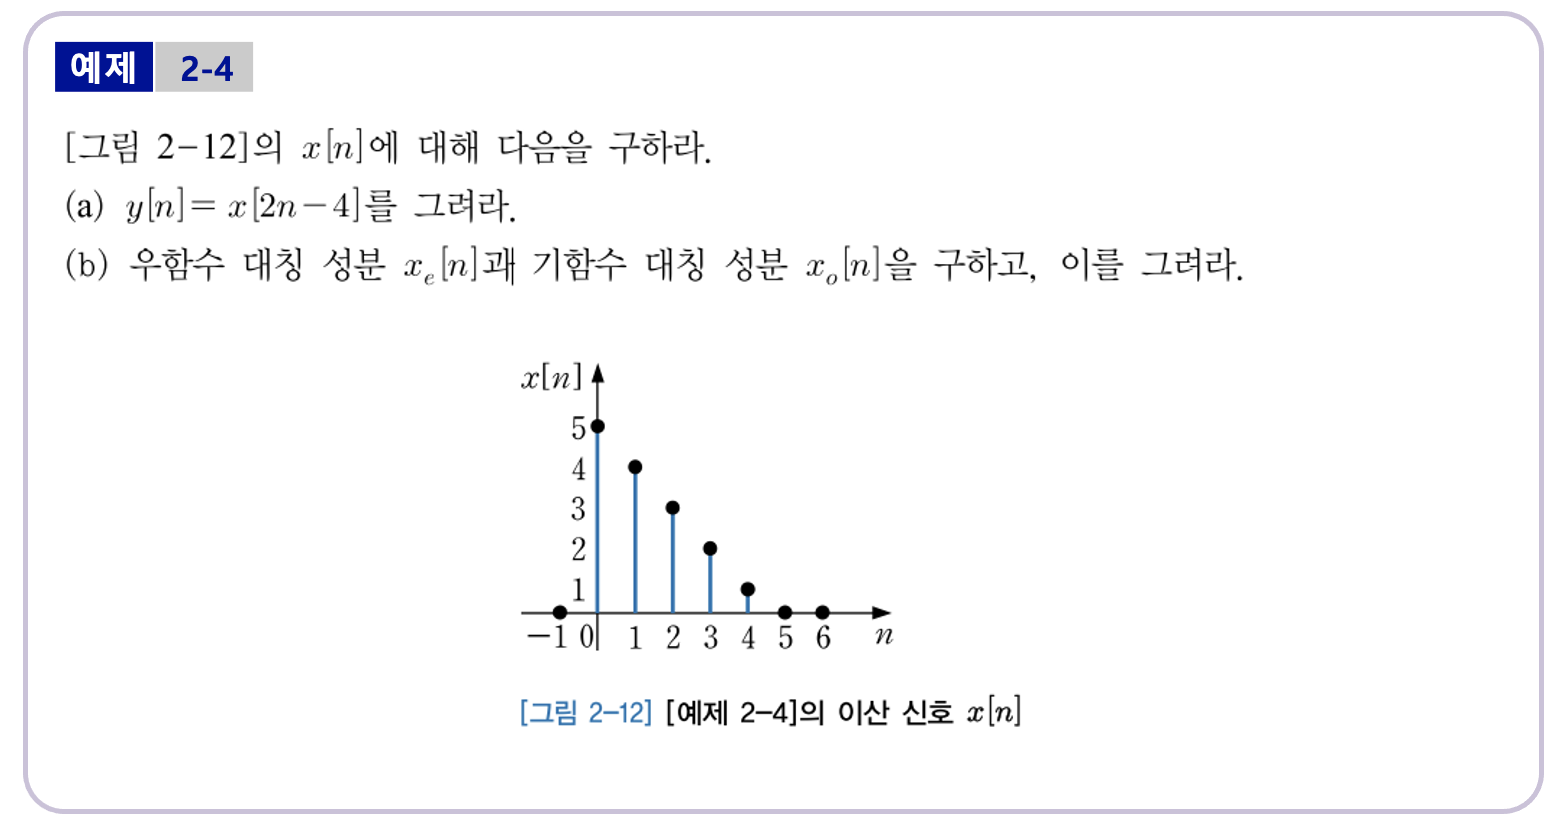 예제 2-4
[그림 2-12]의 x[n]에 대해 다음을 구하라.
(a) y[n]= x[2n-4]를 그려라.
(b) 우함수 대칭 성분 xₑ[n]과 기함수 대칭 성분 xₒ[n]을 구하고, 이를 그려라.
x[n]
5
4
3
2
1
-1 0 1 2 3 4 5 6 n
[그림 2-12] [예제 2-4]의 이산 신호 x[n]